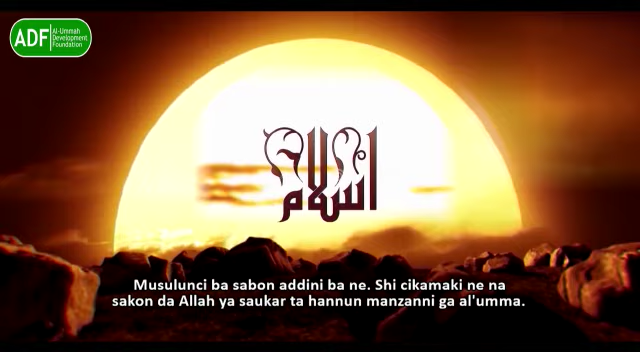 ADF Al-Ummah
Development
Foundation
اسلام
Musulunci ba sabon addini ba ne. Shi cikamaki ne na
sakon da Allah ya saukar ta hannun manzanni ga al'umma.